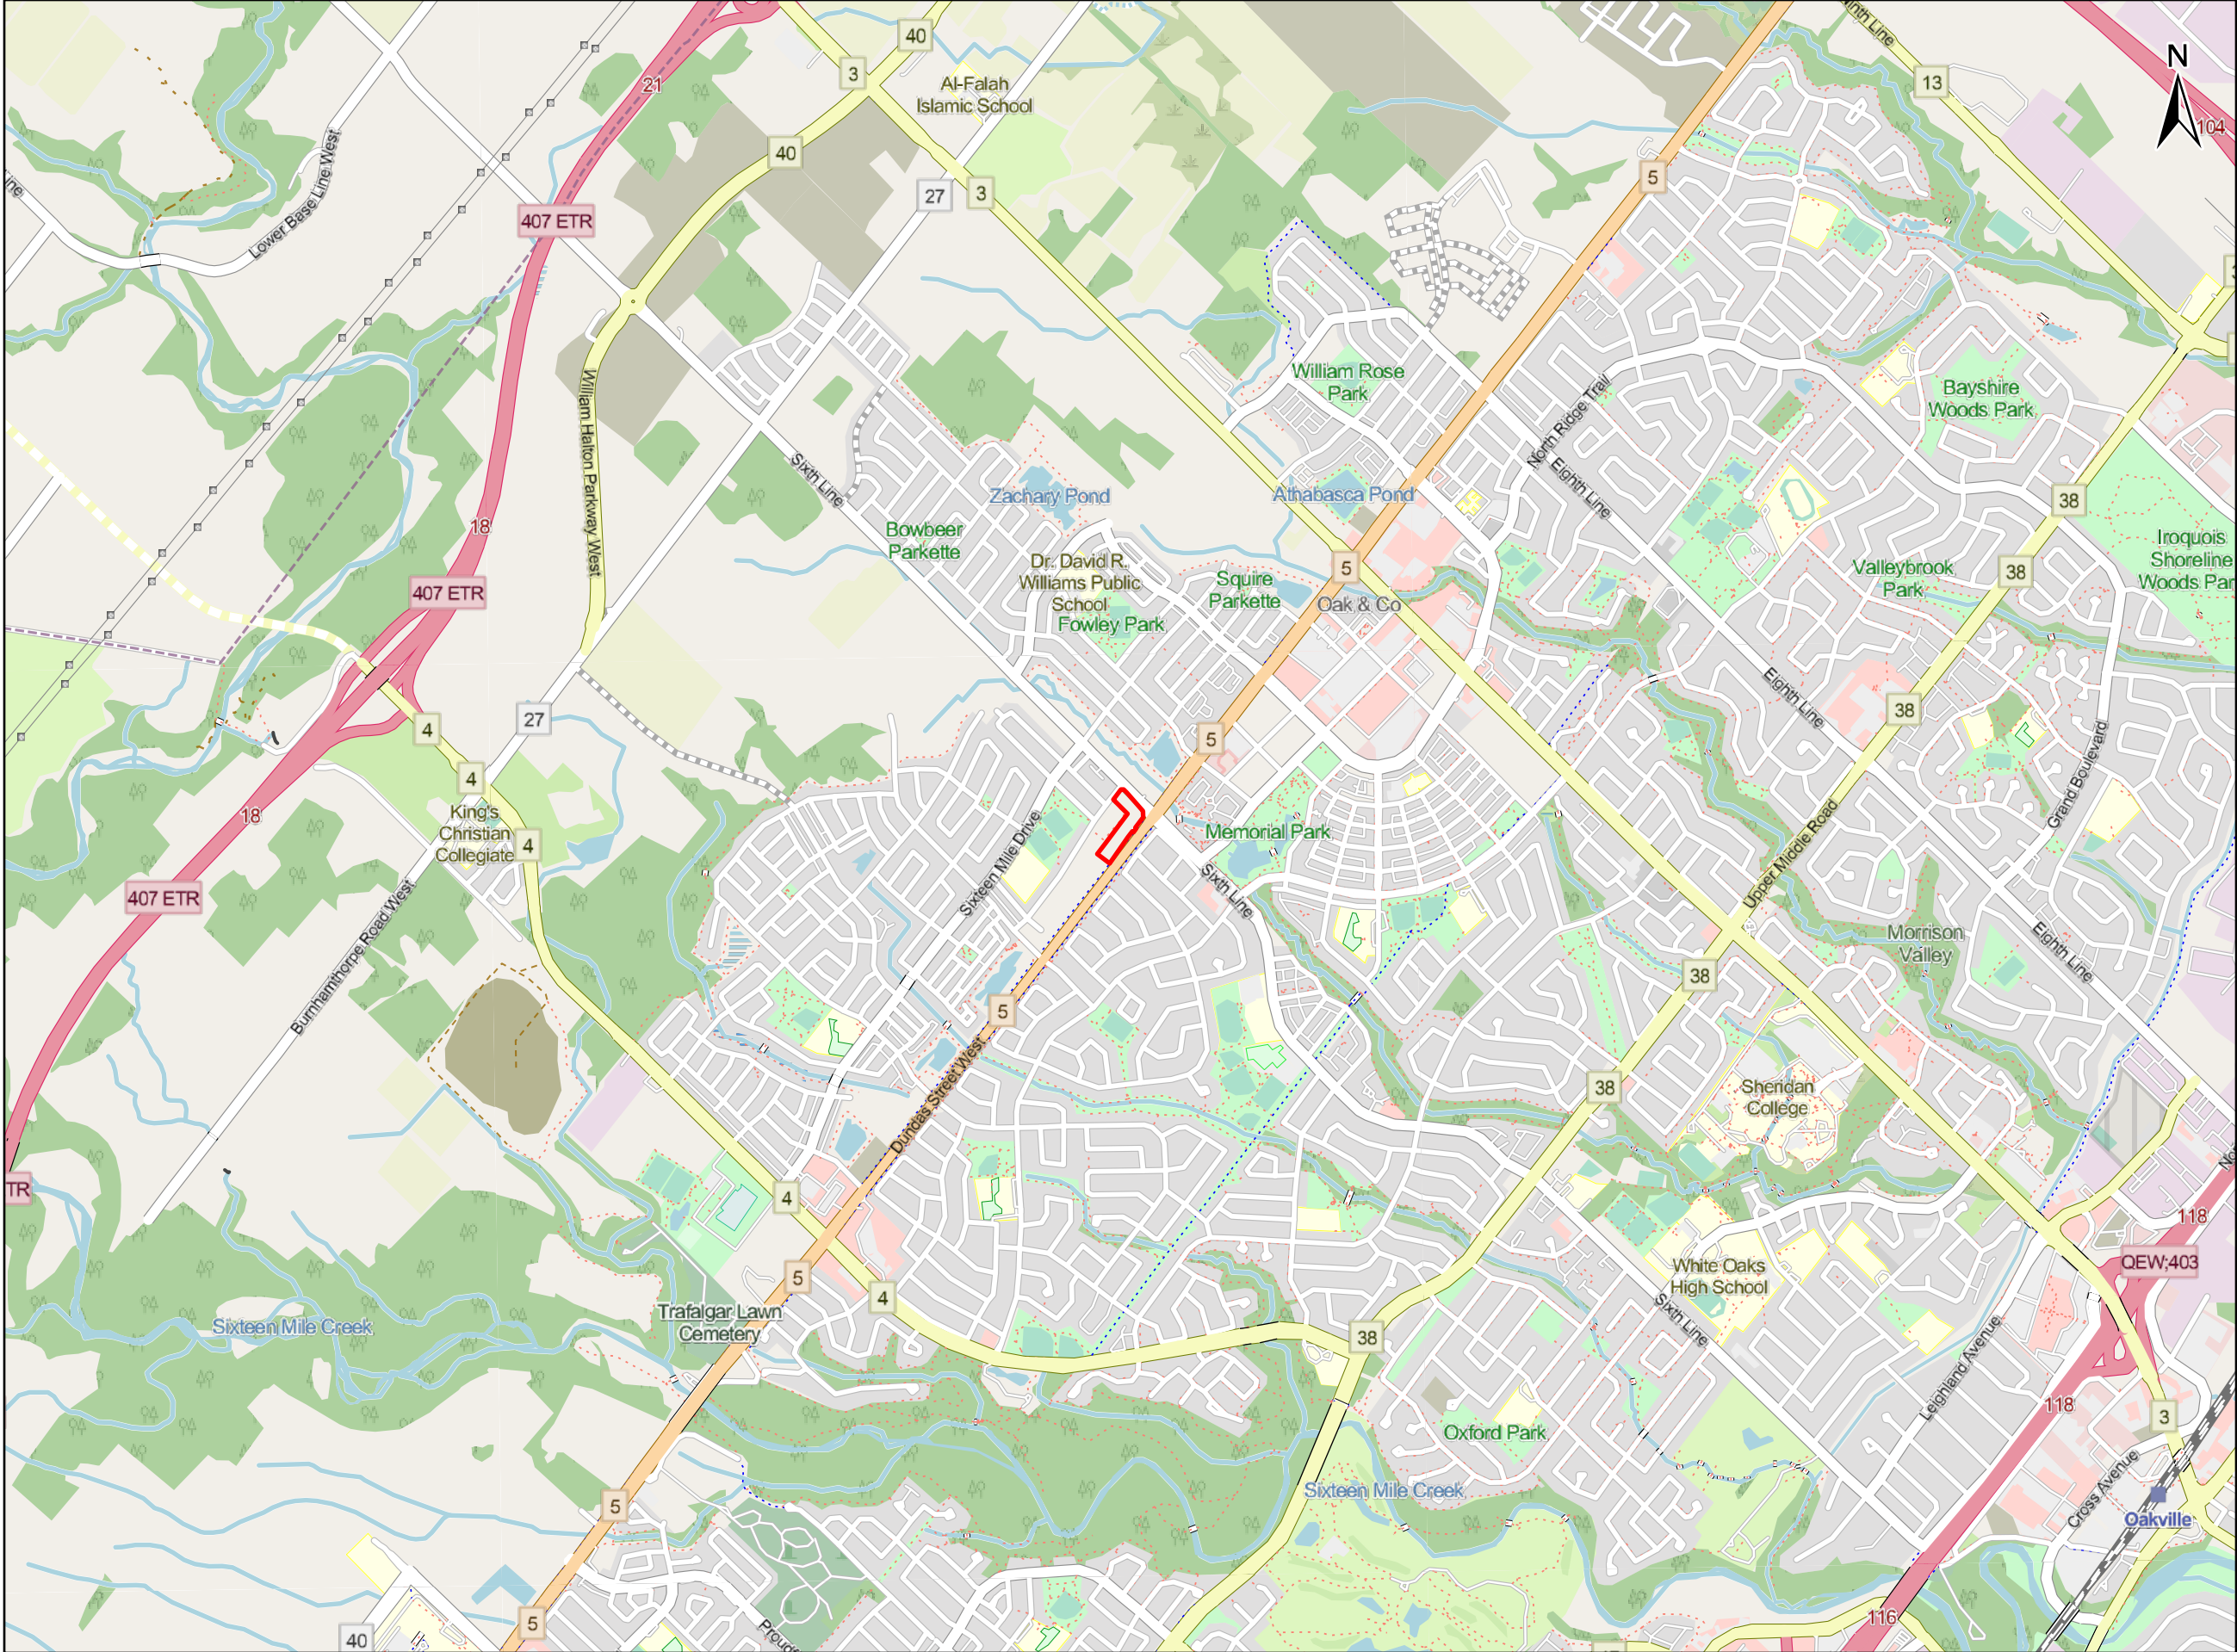 Ninth Line
40
3
N
21
Al-Falah
Islamic School
13
104
40
27
3
5
Lower Base Line West
Line
407 ETR
William Rose
Park
North Ridge Trail
Bayshire
Woods Park
William Halton Parkway West
Sixth Line
Zachary Pond
Athabasca Pond
Eighth Line
38
18
Bowbeer
Parkette
Iroquois
Shoreline
Woods Par
Dr. David R.
Williams Public
School
Fowley Park
Squire
Parkette
5
Oak & Co
Valleybrook
Park
38
407 ETR
Eighth Line
38
27
4
5
Grand Boulevard
4
18
King's
Christian
Collegiate
4
Sixteen Mile Drive
Memorial Park
Upper Middle Road
407 ETR
Sixth Line
Burnhamthorpe Road West
Morrison
Valley
Eighth Line
38
5
Dundas Street West
38
Sheridan
College
TR
4
118
5
4
White Oaks
High School
QEW;403
Trafalgar Lawn
Cemetery
Sixteen Mile Creek
Sixth Line
38
Leighland Avenue
118
3
Oxford Park
Sixteen Mile Creek
Cross Avenue
5
Oakville
5
40
116